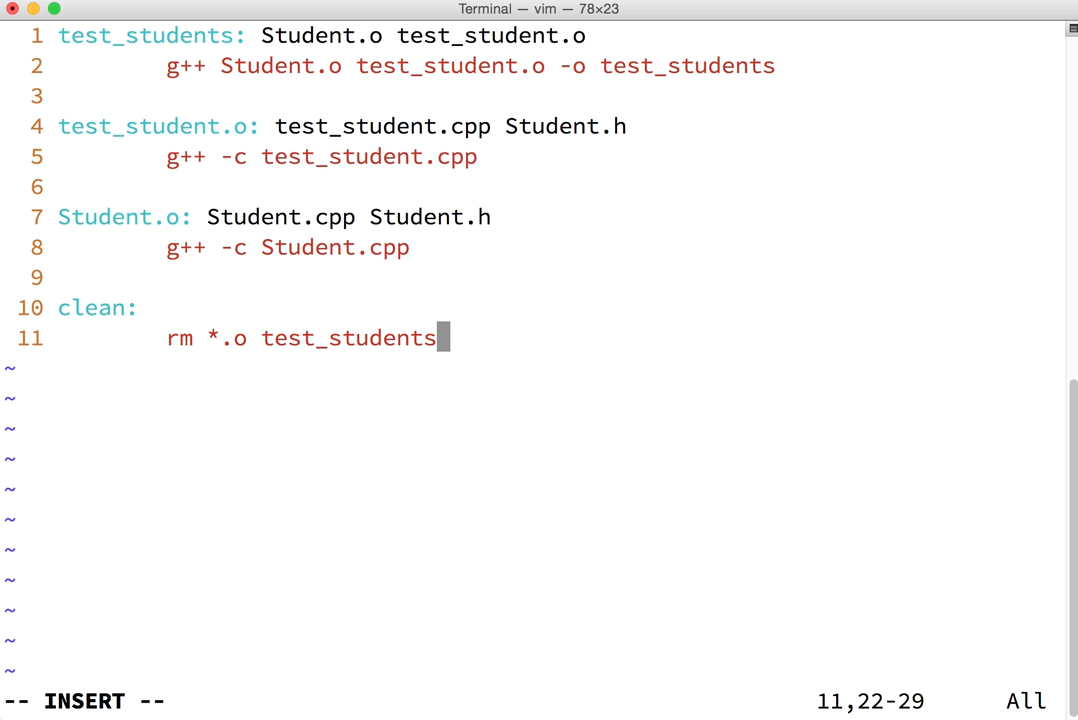 Terminal — vim — 78×23
1 test_students: Student.o test_student.o
2 g++ Student.o test_student.o -o test_students
3
4 test_student.o: test_student.cpp Student.h
5 g++ -c test_student.cpp
6
7 Student.o: Student.cpp Student.h
8 g++ -c Student.cpp
9
10 clean:
11 rm *.o test_students
~
~
~
~
~
~
~
~
~
~
~
-- INSERT -- 11,22-29 All